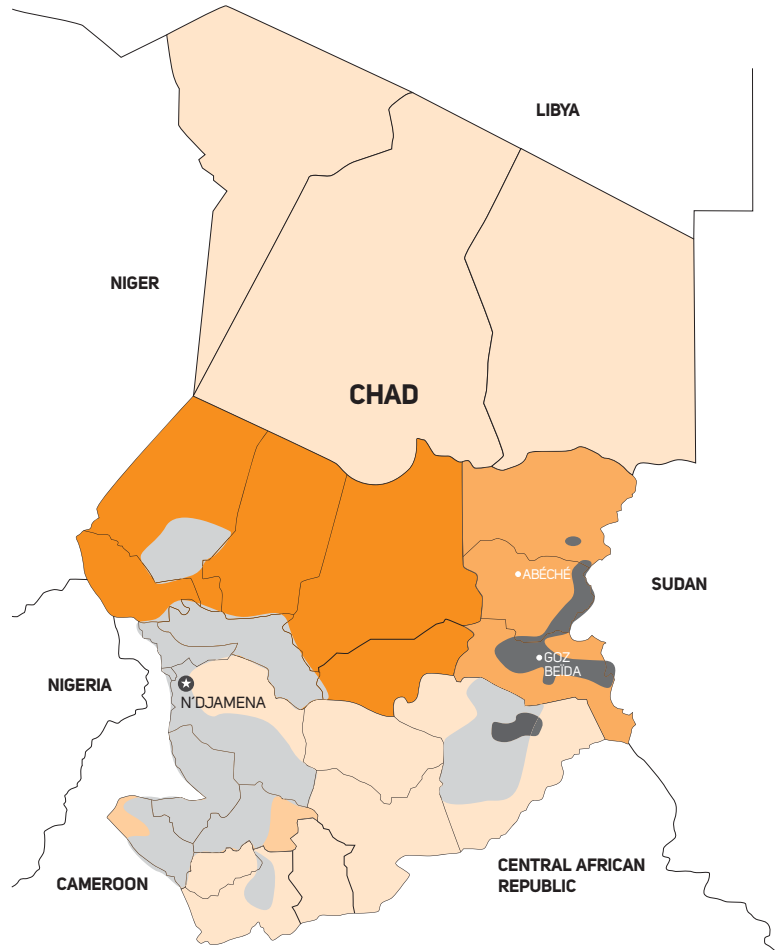 LIBYA
NIGER
CHAD
ABÉCHÉ
SUDAN
GOZ
BEÏDA
NIGERIA
N´DJAMENA
CENTRAL AFRICAN
REPUBLIC
CAMEROON